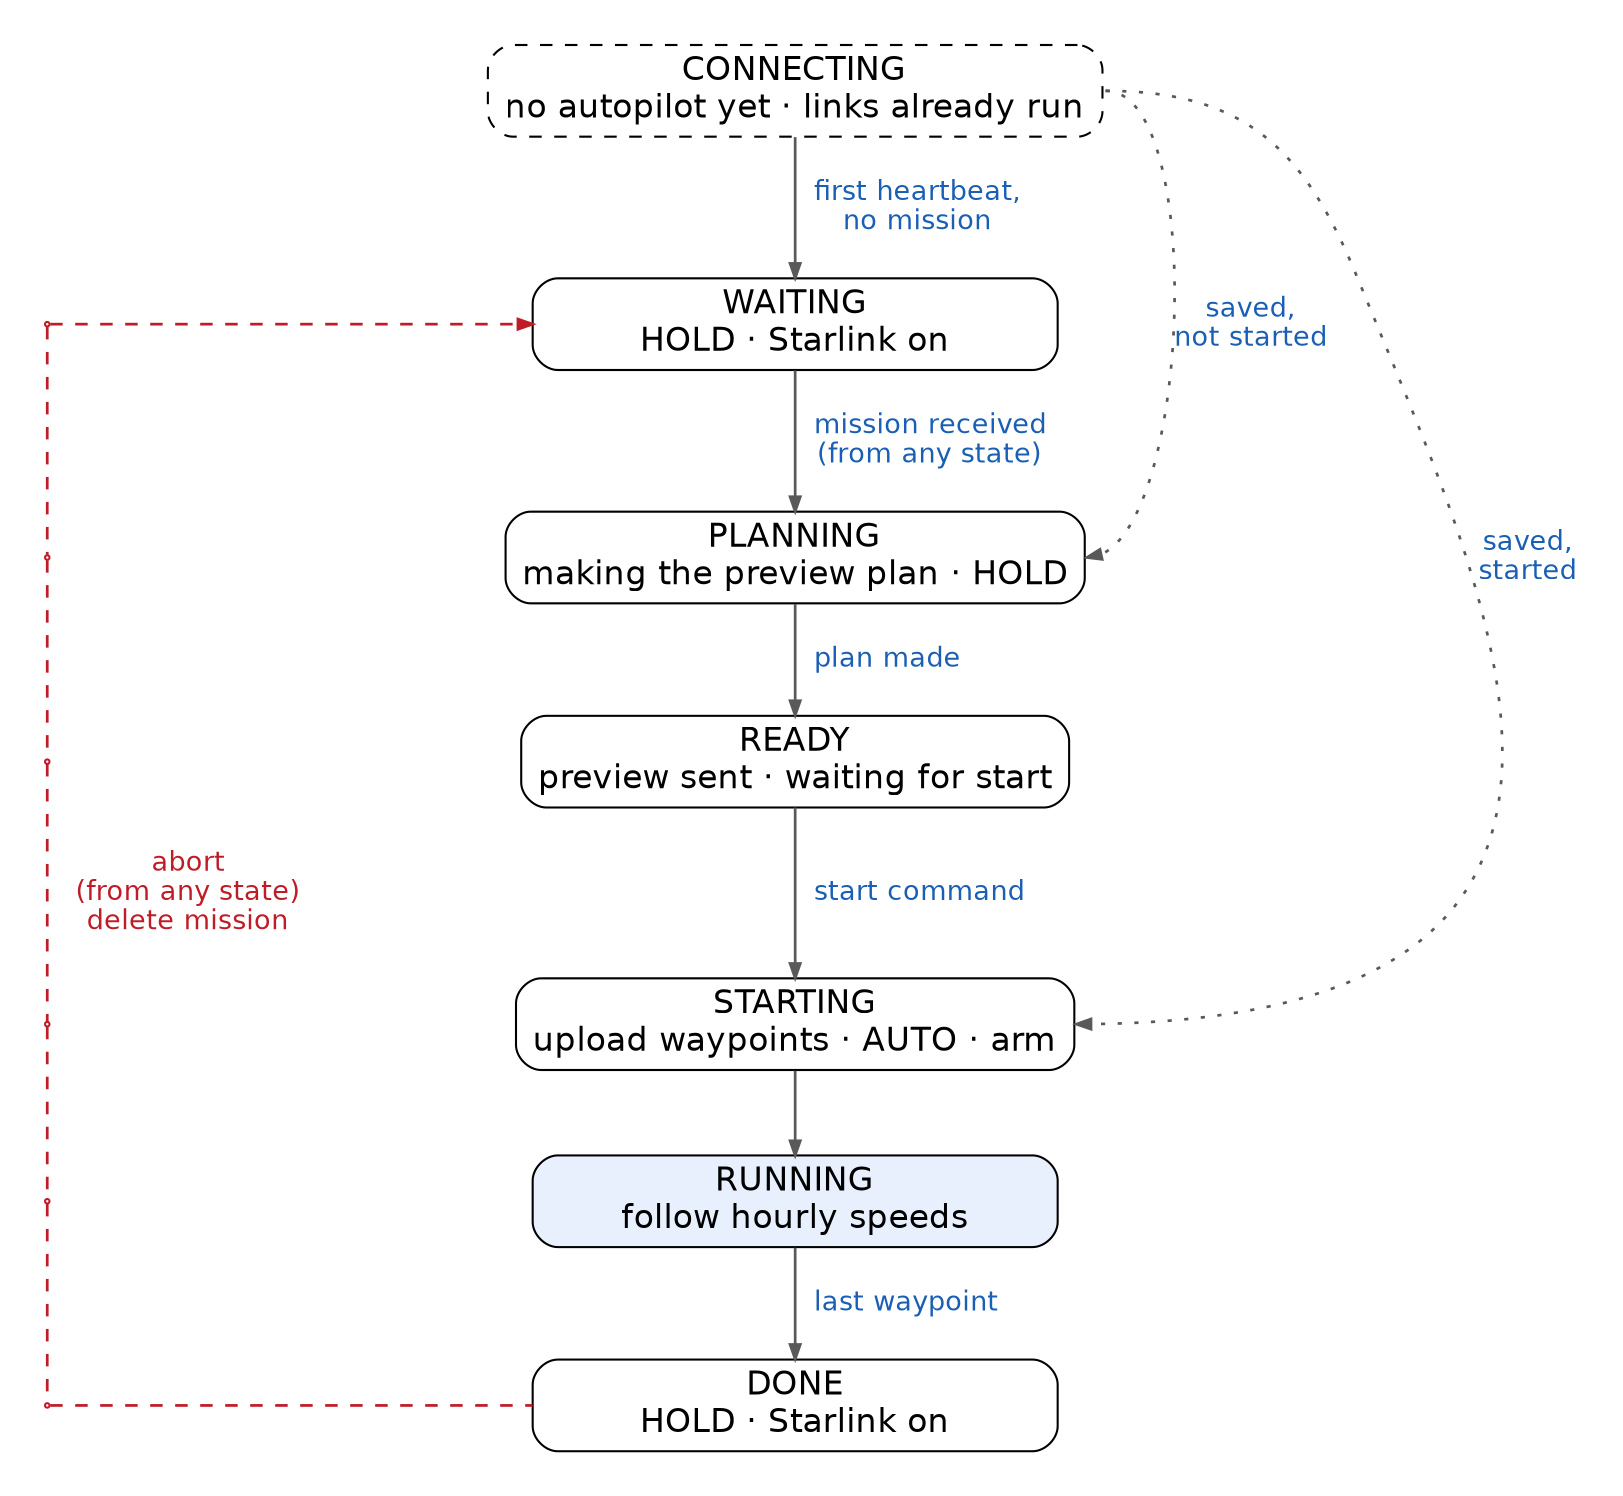 CONNECTING
no autopilot yet · links already run
first heartbeat,
no mission
WAITING
HOLD · Starlink on
saved,
not started
mission received
(from any state)
PLANNING
making the preview plan · HOLD
saved,
started
plan made
READY
preview sent · waiting for start
abort
(from any state)
delete mission
start command
STARTING
upload waypoints · AUTO · arm
RUNNING
follow hourly speeds
last waypoint
DONE
HOLD · Starlink on